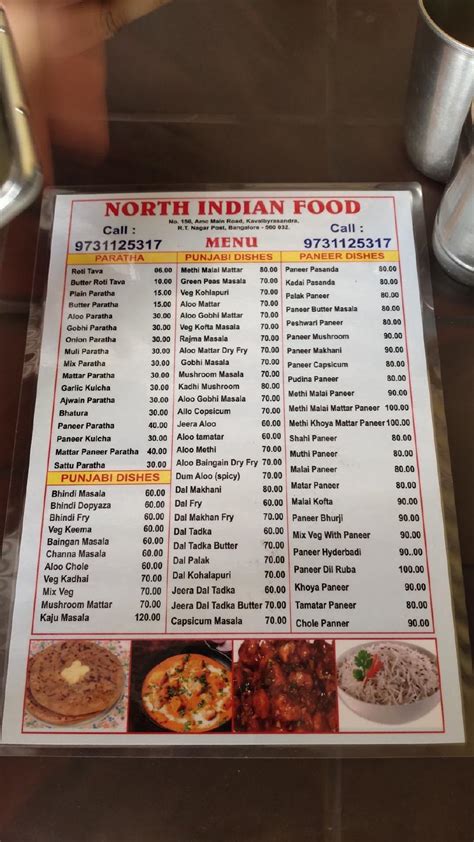 NORTH INDIAN FOOD
No. 158, Amc Main Road, Kavalbyrasandra,
R.T. Nagar Post, Bangalore - 560 032.
Call :
9731125317
MENU
Call :
9731125317
PARATHA
Roti Tava 06.00
Butter Roti Tava 10.00
Plain Paratha 15.00
Butter Paratha 15.00
Aloo Paratha 30.00
Gobhi Paratha 30.00
Onion Paratha 30.00
Muli Paratha 30.00
Mix Paratha 30.00
Mattar Paratha 30.00
Garlic Kulcha 30.00
Ajwain Paratha 30.00
Bhatura 30.00
Paneer Paratha 40.00
Paneer Kulcha 30.00
Mattar Paneer Paratha 40.00
Sattu Paratha 30.00
PUNJABI DISHES
Bhindi Masala 60.00
Bhindi Dopyaza 60.00
Bhindi Fry 60.00
Veg Keema 60.00
Baingan Masala 60.00
Channa Masala 60.00
Aloo Chole 60.00
Veg Kadhai 70.00
Mix Veg 70.00
Mushroom Mattar 70.00
Kaju Masala 120.00
PUNJABI DISHES
Methi Malai Mattar 80.00
Green Peas Masala 70.00
Veg Kohlapuri 70.00
Aloo Mattar 70.00
Aloo Gobhi Mattar 70.00
Veg Kofta Masala 70.00
Rajma Masala 70.00
Aloo Mattar Dry Fry 70.00
Gobhi Masala 70.00
Mushroom Masala 70.00
Kadhi Mushroom 80.00
Aloo Gobhi Masala 70.00
Allo Copsicum 70.00
Jeera Aloo 60.00
Aloo tamatar 60.00
Aloo Methi 70.00
Aloo Baingain Dry Fry 70.00
Dum Aloo (spicy) 70.00
Dal Makhani 80.00
Dal Fry 60.00
Dal Makhan Fry 70.00
Dal Tadka 60.00
Dal Tadka Butter 70.00
Dal Palak 70.00
Dal Kohalapuri 70.00
Jeera Dal Tadka 60.00
Jeera Dal Tadka Butter 70.00
Capsicum Masala 70.00
PANEER DISHES
Paneer Pasanda 80.00
Kadai Pasanda 80.00
Palak Paneer 80.00
Paneer Butter Masala 80.00
Peshwari Paneer 80.00
Paneer Mushroom 90.00
Paneer Makhani 90.00
Paneer Capsicum 80.00
Pudina Paneer 80.00
Methi Malai Paneer 90.00
Methi Malai Mattar Paneer 100.00
Methi Khoya Mattar Paneer 100.00
Shahi Paneer 80.00
Muthi Paneer 80.00
Malai Paneer 80.00
Matar Paneer 80.00
Malai Kofta 90.00
Paneer Bhurji 90.00
Mix Veg With Paneer 90.00
Paneer Hyderbadi 90..00
Paneer Dil Ruba 100.00
Khoya Paneer 90.00
Tamatar Paneer 80.00
Chole Panner 90.00